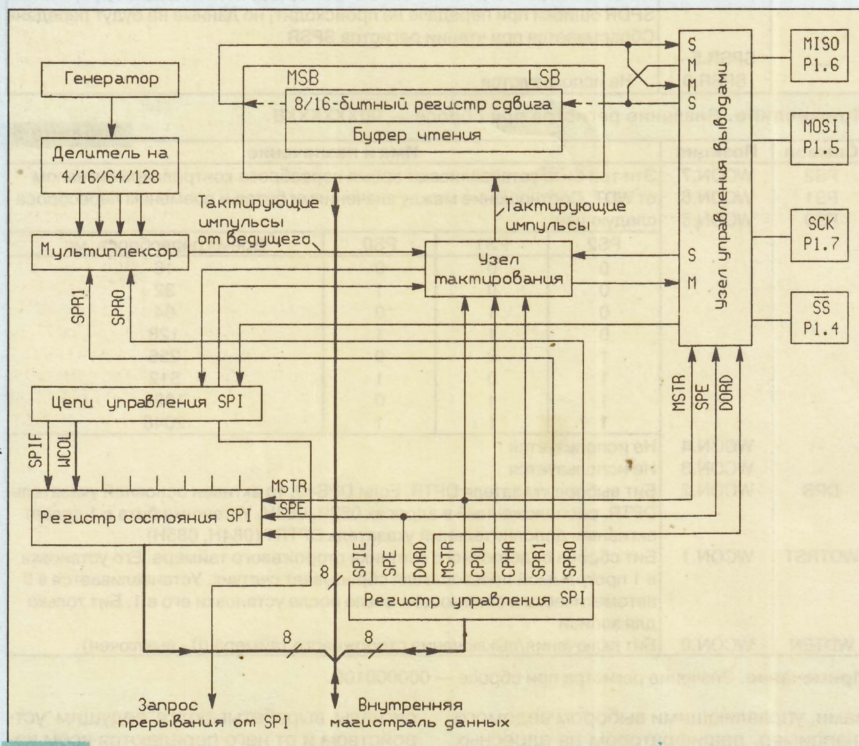 MSB
LSB
8/16-битный регистр сдвига
Буфер чтения
Генератор
Делитель на
4/16/64/128
Мультиплексор
Тактирующие
импульсы
от ведущего
Тактирующие
импульсы
Узел
тактирования
S
M
M
S
S
M
Узел управления выводами
MISO
P1.6
MOSI
P1.5
SCK
P1.7
SS
P1.4
SPR1
SPR0
MSTR
SPE
DORD
Цепи управления SPI
SPIF
WCOL
MSTR
SPE
Регистр состояния SPI
SPIE
SPE
DORD
MSTR
CPOL
CPHA
SPR1
SPR0
8
Регистр управления SPI
8
8
Запрос
прерывания от SPI
Внутренняя
магистраль данных